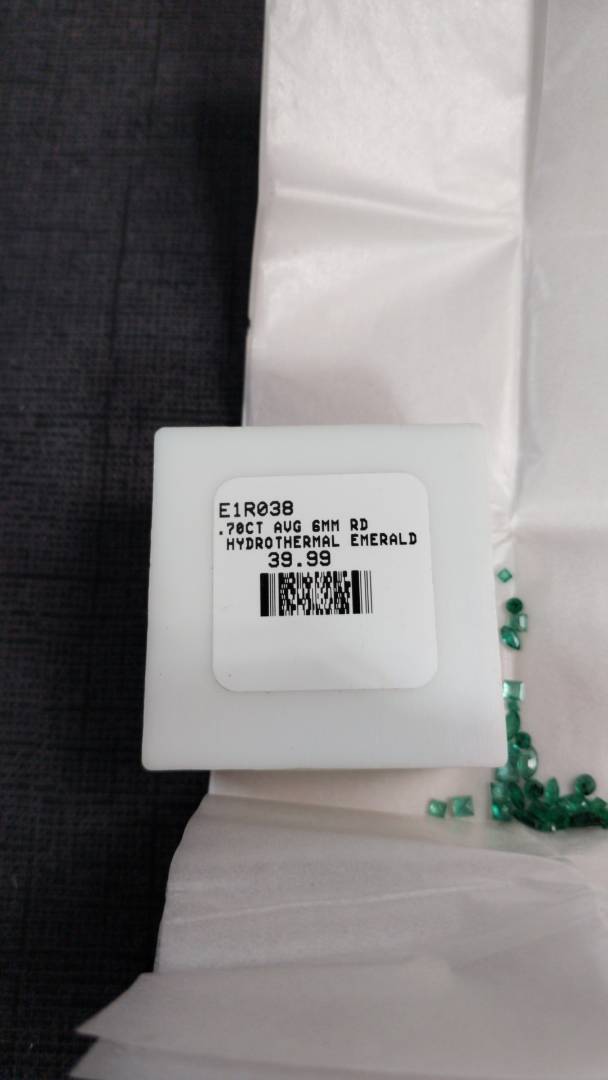 E1R038
.70CT AVG 6MM RD
HYDROTHERMAL EMERALD
39.99